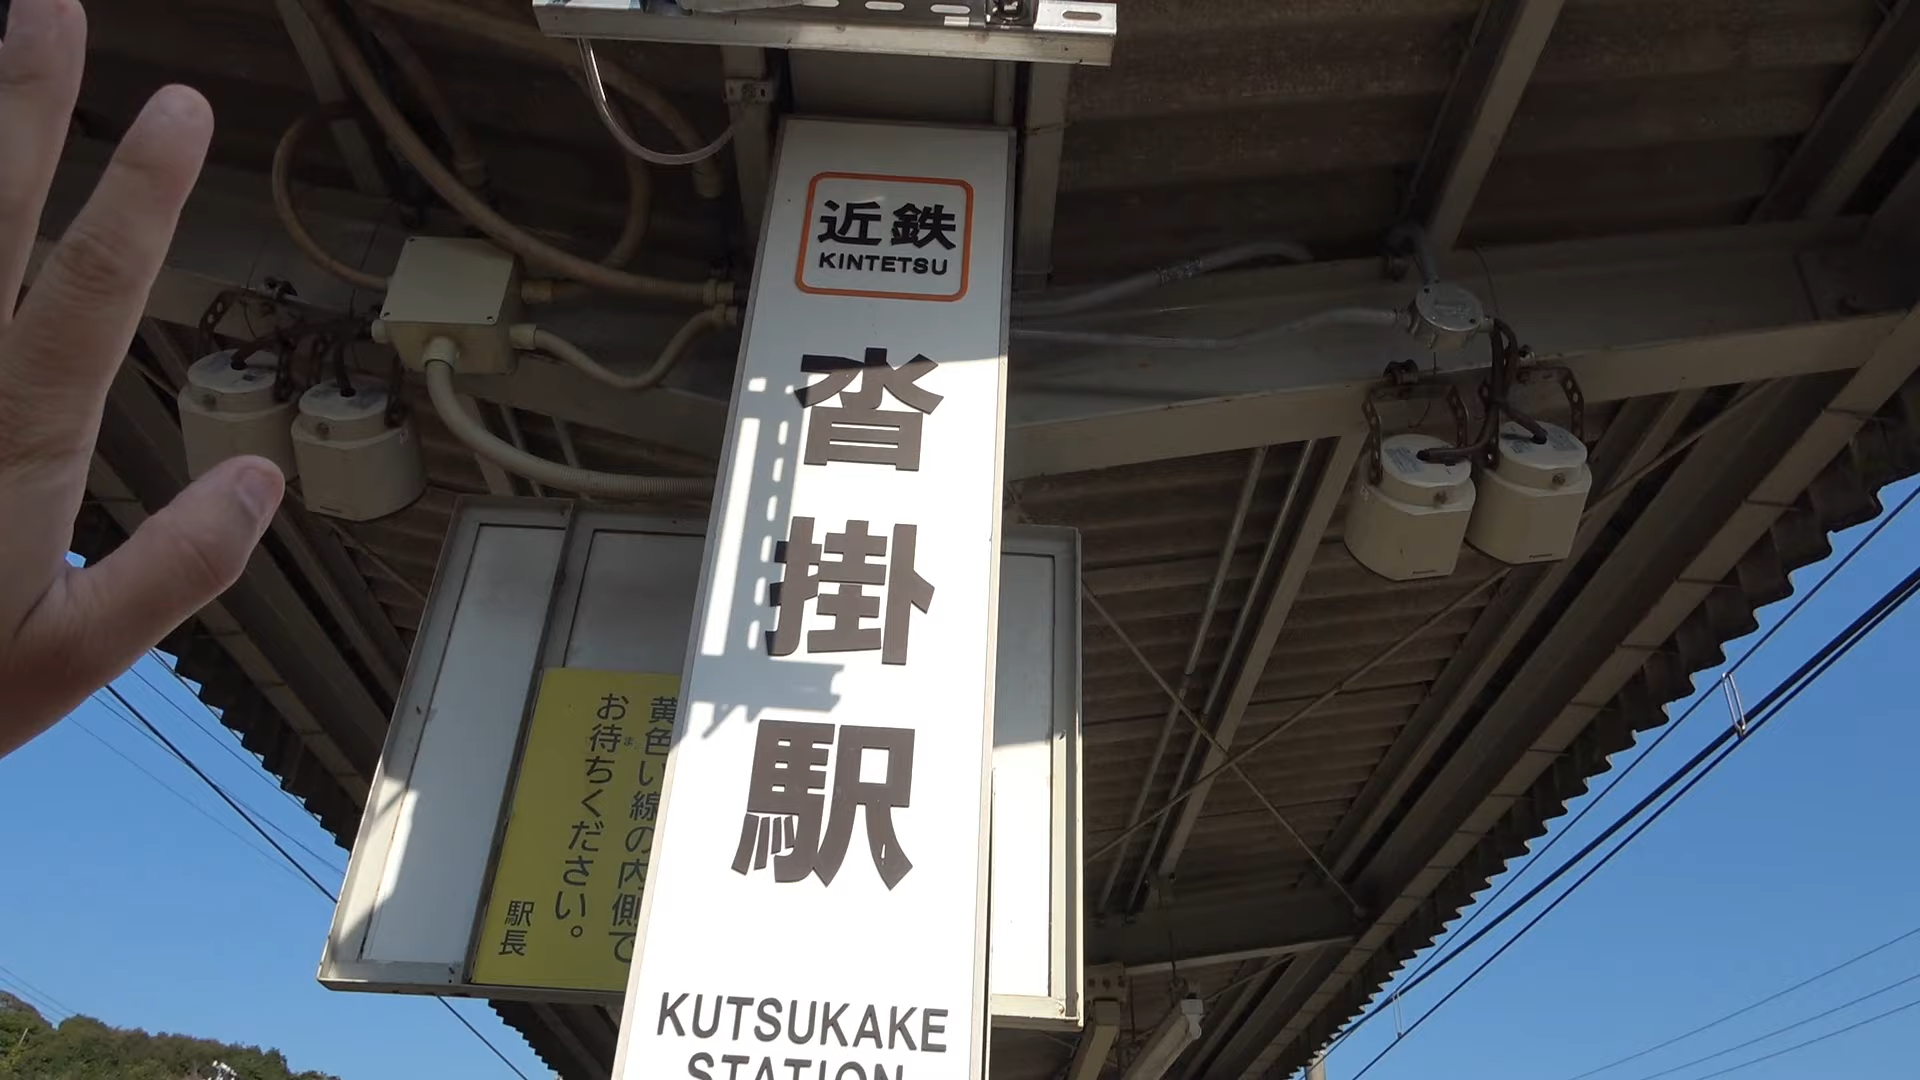 近鉄
KINTETSU
沓掛駅
KUTSUKAKE
STATION
黄色い線の内側で
お待ちください。
駅長